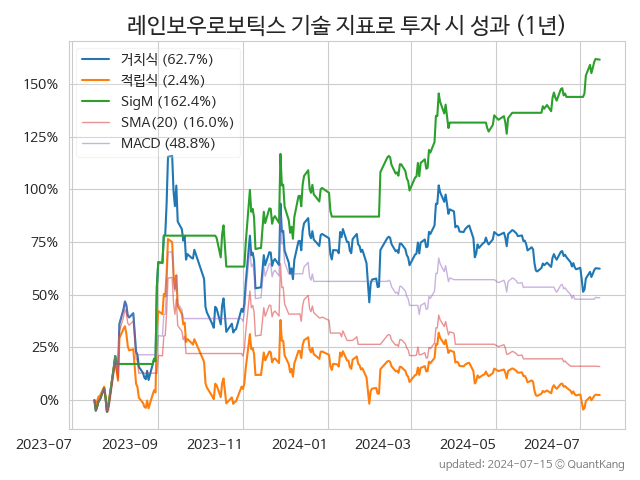 레인보우로보틱스 기술 지표로 투자 시 성과 (1년)
거치식 (62.7%)
적립식 (2.4%)
SigM (162.4%)
SMA(20) (16.0%)
MACD (48.8%)
150%
125%
100%
75%
50%
25%
0%
2023-07 2023-09 2023-11 2024-01 2024-03 2024-05 2024-07
updated: 2024-07-15 © QuantKang